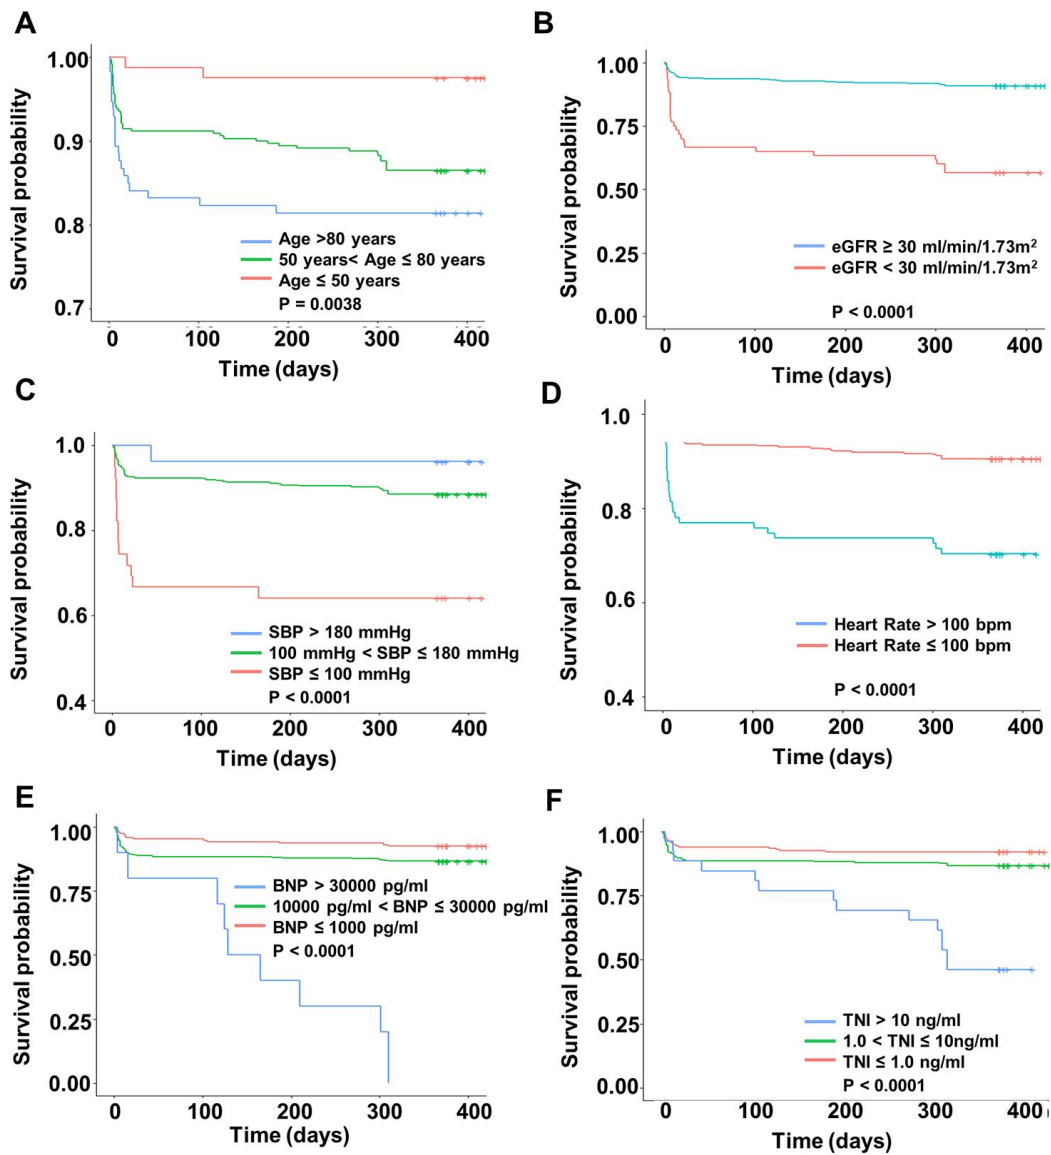 A
Survival probability
1.00
0.9
0.8
0.7
Age >80 years
50 years< Age ≤ 80 years
Age ≤ 50 years
P = 0.0038
0 100 200 300 400
Time (days)
B
Survival probability
1.00
0.75
0.50
0.25
0.00
eGFR ≥ 30 ml/min/1.73m²
eGFR < 30 ml/min/1.73m²
P < 0.0001
0 100 200 300 400
Time (days)
C
Survival probability
1.0
0.8
0.6
0.4
SBP > 180 mmHg
100 mmHg < SBP ≤ 180 mmHg
SBP ≤ 100 mmHg
P < 0.0001
0 100 200 300 400
Time (days)
D
Survival probability
1.0
0.8
0.6
0.4
Heart Rate > 100 bpm
Heart Rate ≤ 100 bpm
P < 0.0001
0 100 200 300 400
Time (days)
E
Survival probability
1.00
0.75
0.50
0.25
0.00
BNP > 30000 pg/ml
10000 pg/ml < BNP ≤ 30000 pg/ml
BNP ≤ 1000 pg/ml
P < 0.0001
0 100 200 300 400
Time (days)
F
Survival probability
1.00
0.75
0.50
0.25
0.00
TNI > 10 ng/ml
1.0 < TNI ≤ 10ng/ml
TNI ≤ 1.0 ng/ml
P < 0.0001
0 100 200 300 400
Time (days)